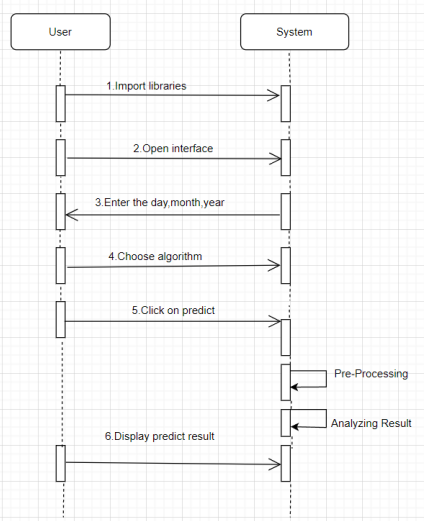 User
System
1.Import libraries
2.Open interface
3.Enter the day,month,year
4.Choose algorithm
5.Click on predict
Pre-Processing
Analyzing Result
6.Display predict result